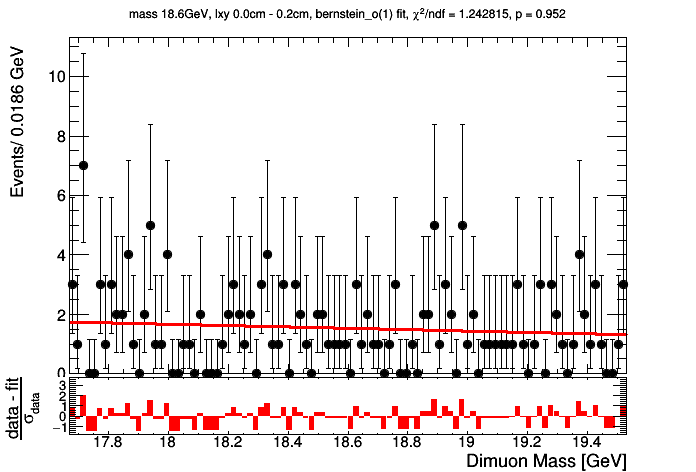 mass 18.6GeV, lxy 0.0cm - 0.2cm, bernstein_o(1) fit, χ²/ndf = 1.242815, p = 0.952
Events/ 0.0186 GeV
10
8
6
4
2
0
data - fit
σdata
3
2
1
0
−1
17.8 18 18.2 18.4 18.6 18.8 19 19.2 19.4
Dimuon Mass [GeV]